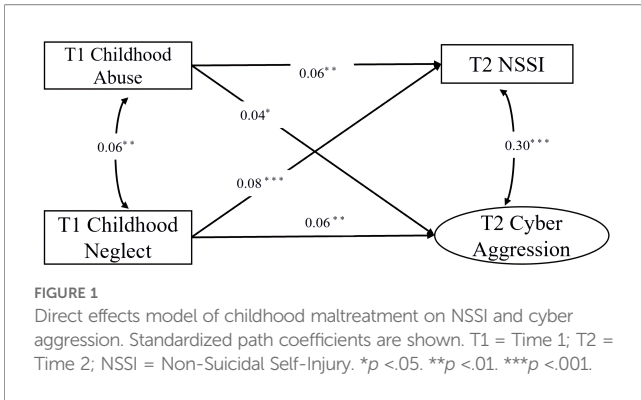 T1 Childhood
Abuse
T2 NSSI
0.06**
0.04*
0.06**
0.30***
0.08***
0.06**
T1 Childhood
Neglect
T2 Cyber
Aggression
FIGURE 1
Direct effects model of childhood maltreatment on NSSI and cyber
aggression. Standardized path coefficients are shown. T1 = Time 1; T2 =
Time 2; NSSI = Non-Suicidal Self-Injury. *p <.05. **p <.01. ***p <.001.